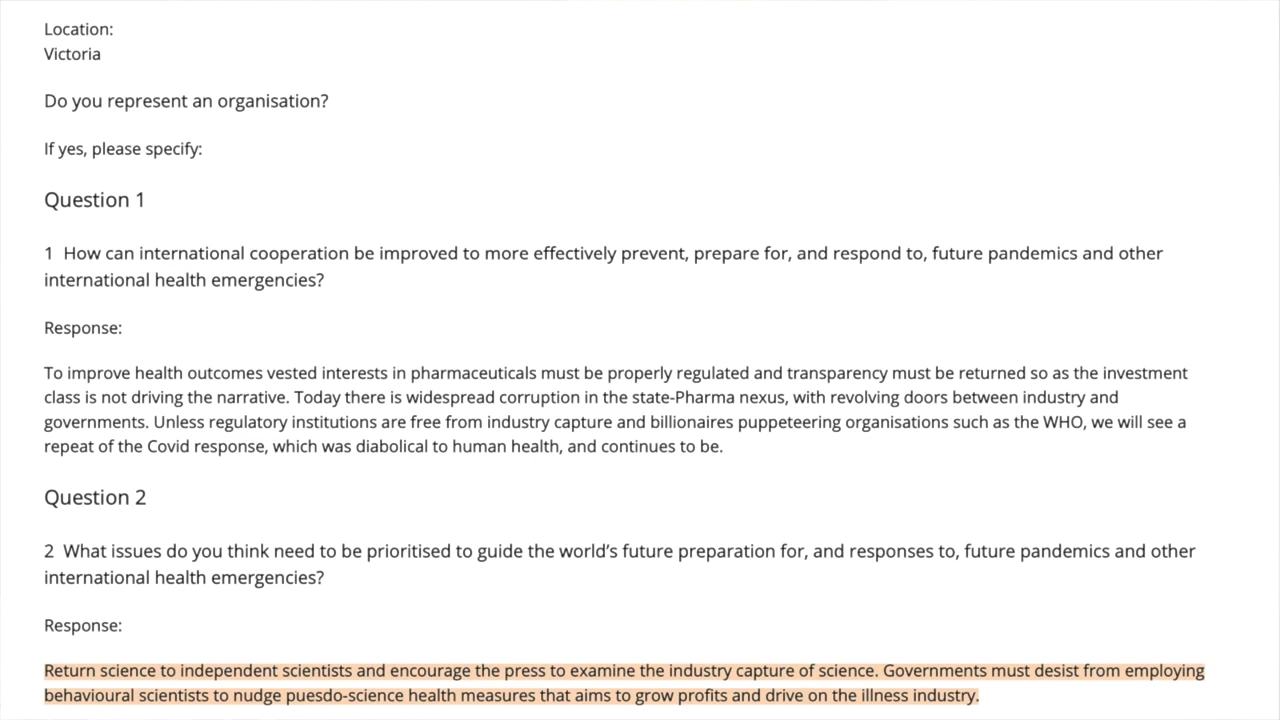 Location:
Victoria
Do you represent an organisation?
If yes, please specify:
Question 1
1 How can international cooperation be improved to more effectively prevent, prepare for, and respond to, future pandemics and other
international health emergencies?
Response:
To improve health outcomes vested interests in pharmaceuticals must be properly regulated and transparency must be returned so as the investment
class is not driving the narrative. Today there is widespread corruption in the state-Pharma nexus, with revolving doors between industry and
governments. Unless regulatory institutions are free from industry capture and billionaires puppeteering organisations such as the WHO, we will see a
repeat of the Covid response, which was diabolical to human health, and continues to be.
Question 2
2 What issues do you think need to be prioritised to guide the world’s future preparation for, and responses to, future pandemics and other
international health emergencies?
Response:
Return science to independent scientists and encourage the press to examine the industry capture of science. Governments must desist from employing
behavioural scientists to nudge puesdo-science health measures that aims to grow profits and drive on the illness industry.